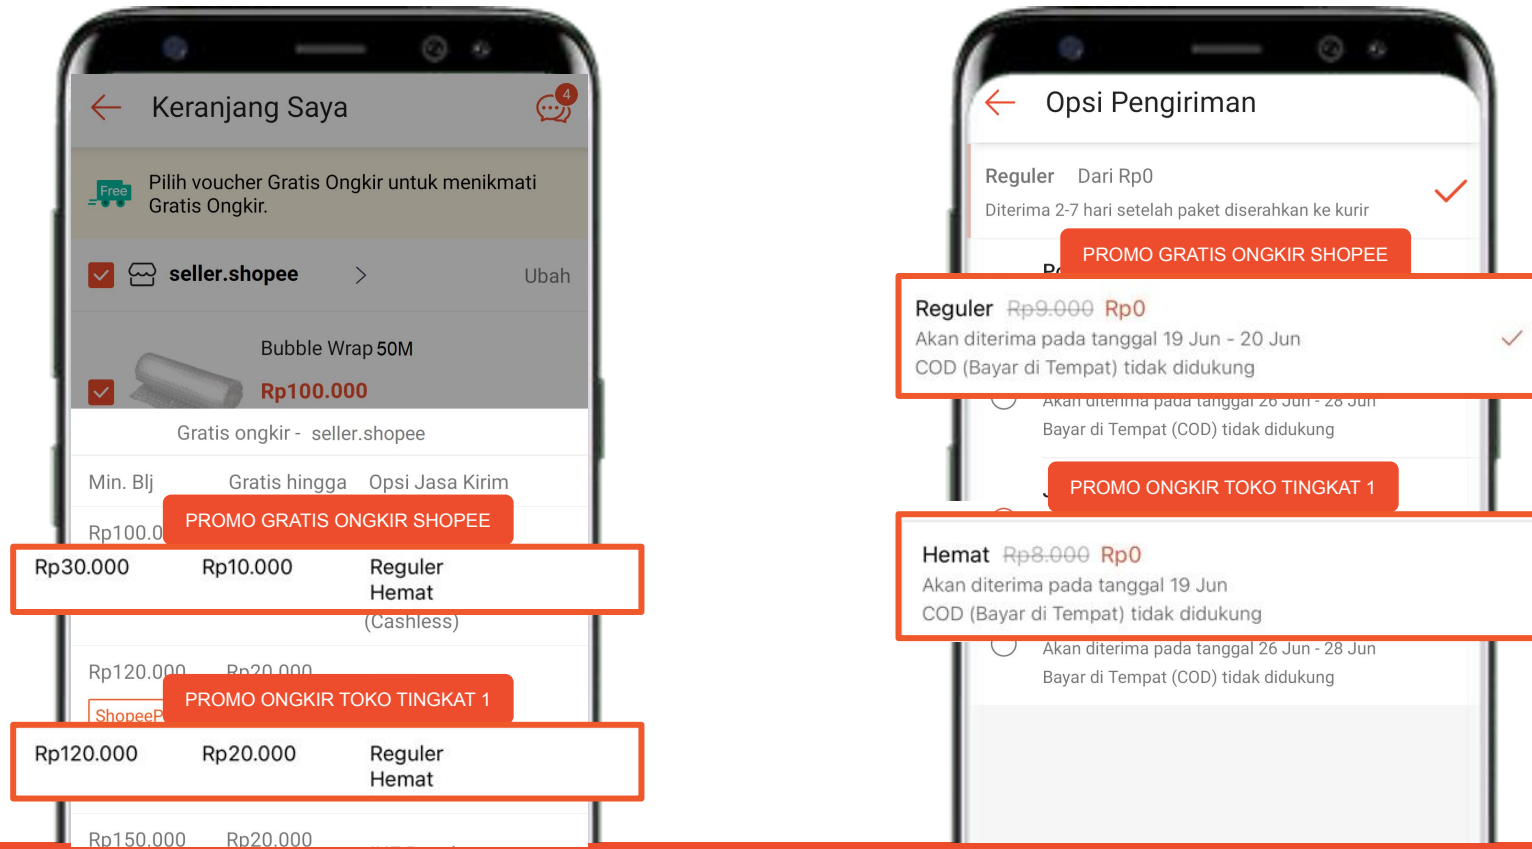 Keranjang Saya
4
Free
Pilih voucher Gratis Ongkir untuk menikmati
Gratis Ongkir.
seller.shopee
Ubah
Bubble Wrap 50M
Rp100.000
Gratis ongkir - seller.shopee
Min. Blj Gratis hingga Opsi Jasa Kirim
Rp100.0
PROMO GRATIS ONGKIR SHOPEE
Rp30.000 Rp10.000 Reguler
Hemat
(Cashless)
Rp120.000 Rp20.000
ShopeeP
PROMO ONGKIR TOKO TINGKAT 1
Rp120.000 Rp20.000 Reguler
Hemat
Rp150.000 Rp20.000
Opsi Pengiriman
Reguler Dari Rp0
Diterima 2-7 hari setelah paket diserahkan ke kurir
PROMO GRATIS ONGKIR SHOPEE
Reguler Rp9.000 Rp0
Akan diterima pada tanggal 19 Jun - 20 Jun
COD (Bayar di Tempat) tidak didukung
Akan diterima pada tanggal 26 Jun - 28 Jun
Bayar di Tempat (COD) tidak didukung
PROMO ONGKIR TOKO TINGKAT 1
Hemat Rp8.000 Rp0
Akan diterima pada tanggal 19 Jun
COD (Bayar di Tempat) tidak didukung
Akan diterima pada tanggal 26 Jun - 28 Jun
Bayar di Tempat (COD) tidak didukung